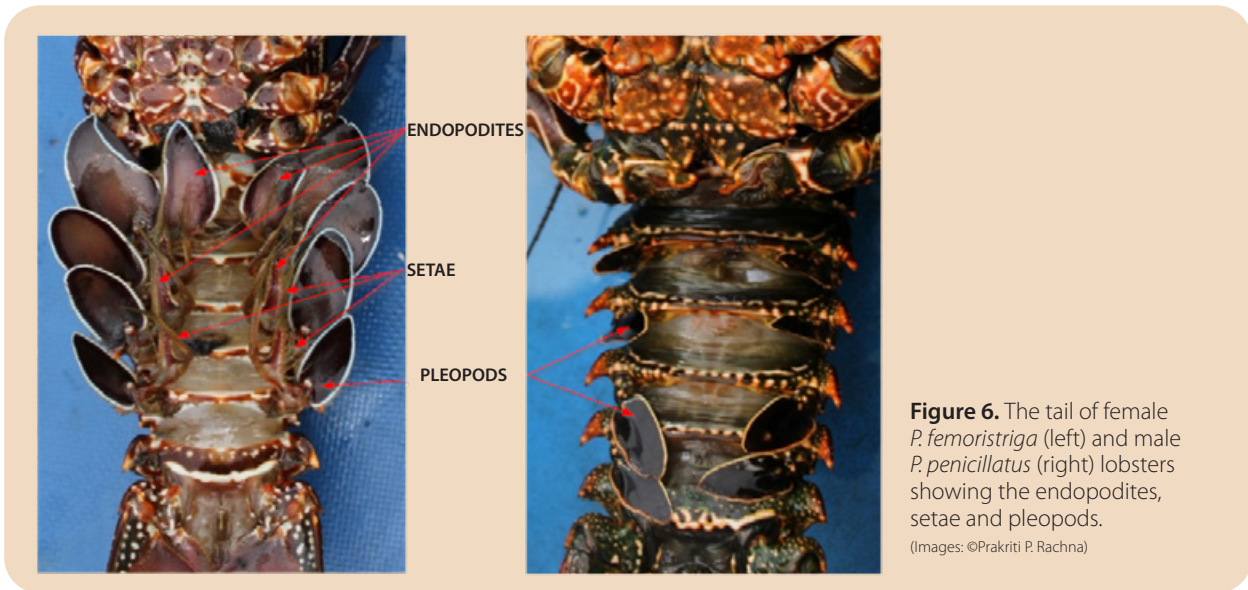 ENDOPODITES
SETAE
PLEOPODS
Figure 6. The tail of female
P. femoristriga (left) and male
P. penicillatus (right) lobsters
showing the endopodites,
setae and pleopods.
(Images: ©Prakriti P. Rachna)